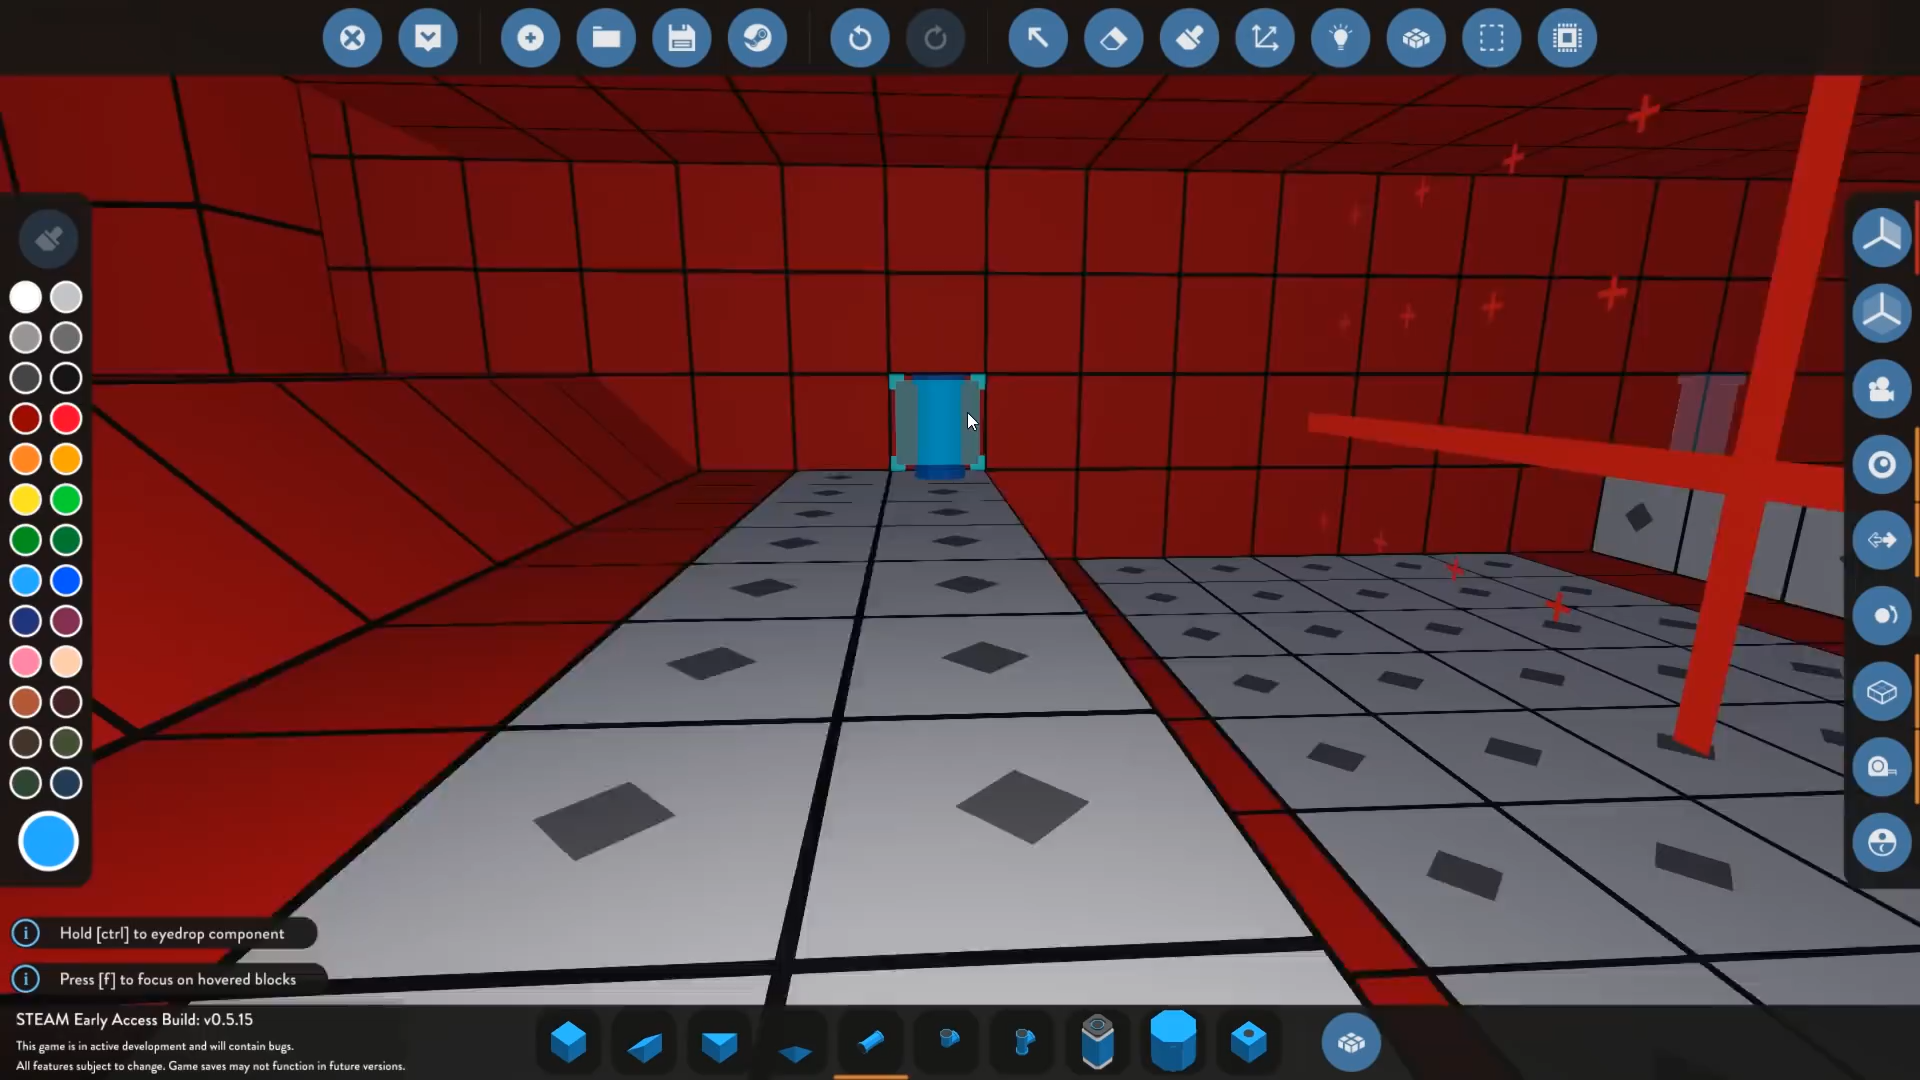 Hold [ctrl] to eyedrop component
Press [f] to focus on hovered blocks
STEAM Early Access Build: v0.5.15
This game is in active development and will contain bugs.
All features subject to change. Game saves may not function in future versions.